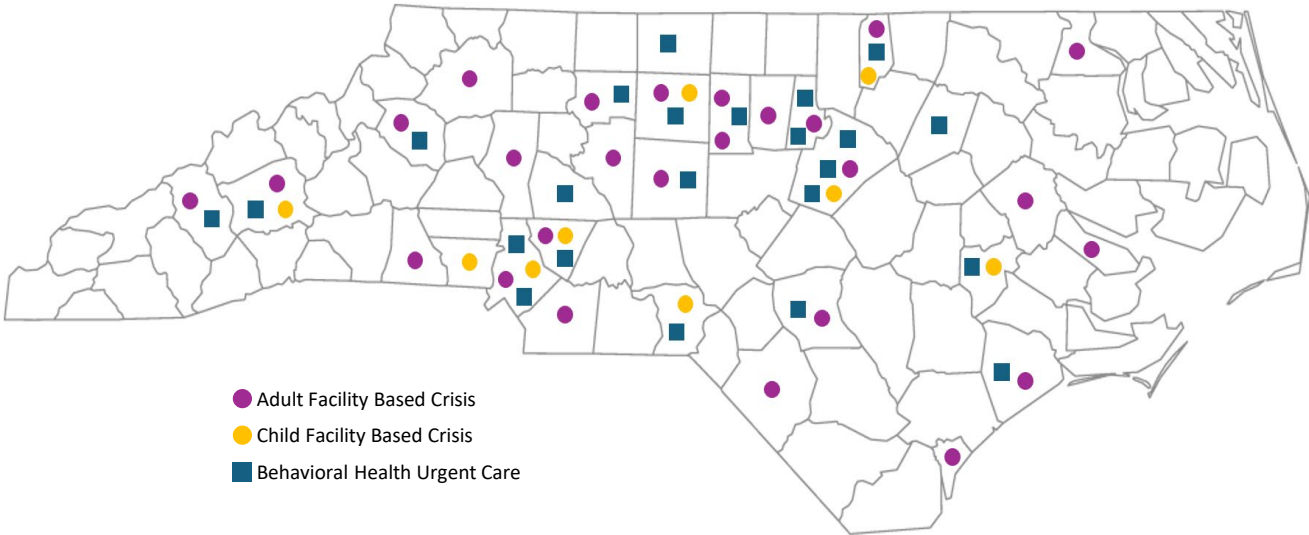 Adult Facility Based Crisis
Child Facility Based Crisis
Behavioral Health Urgent Care